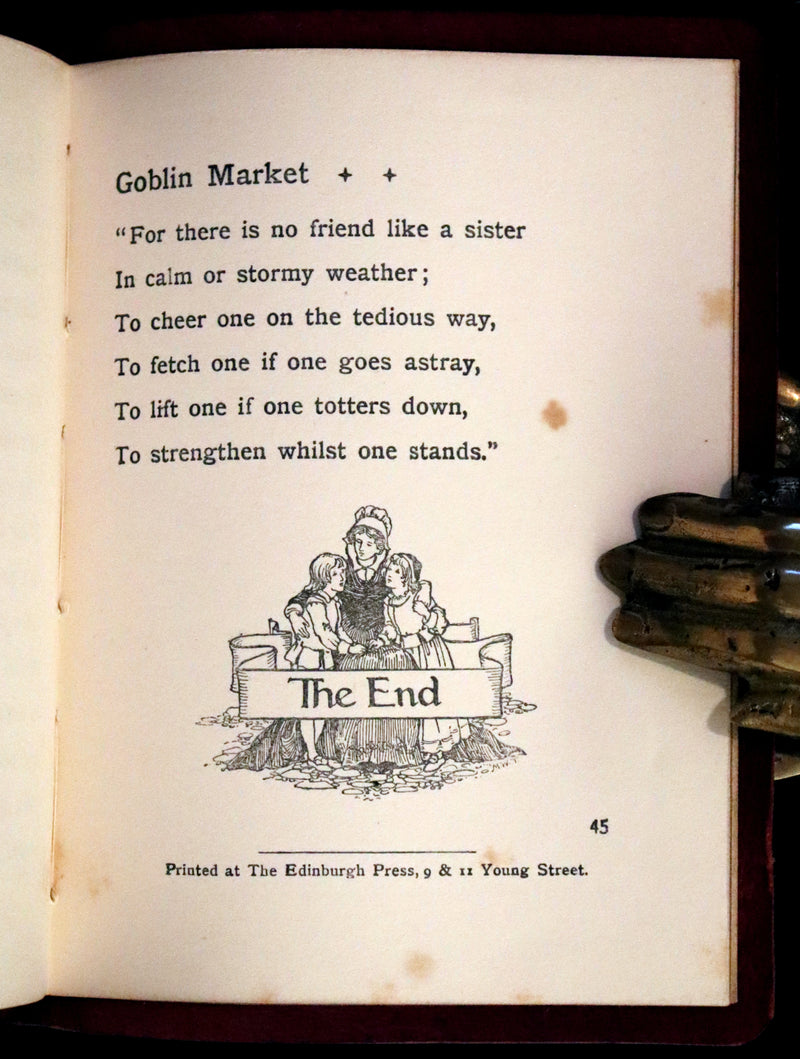 Goblin Market
“For there is no friend like a sister
In calm or stormy weather;
To cheer one on the tedious way,
To fetch one if one goes astray,
To lift one if one totters down,
To strengthen whilst one stands.”
The End
45
Printed at The Edinburgh Press, 9 & 11 Young Street.